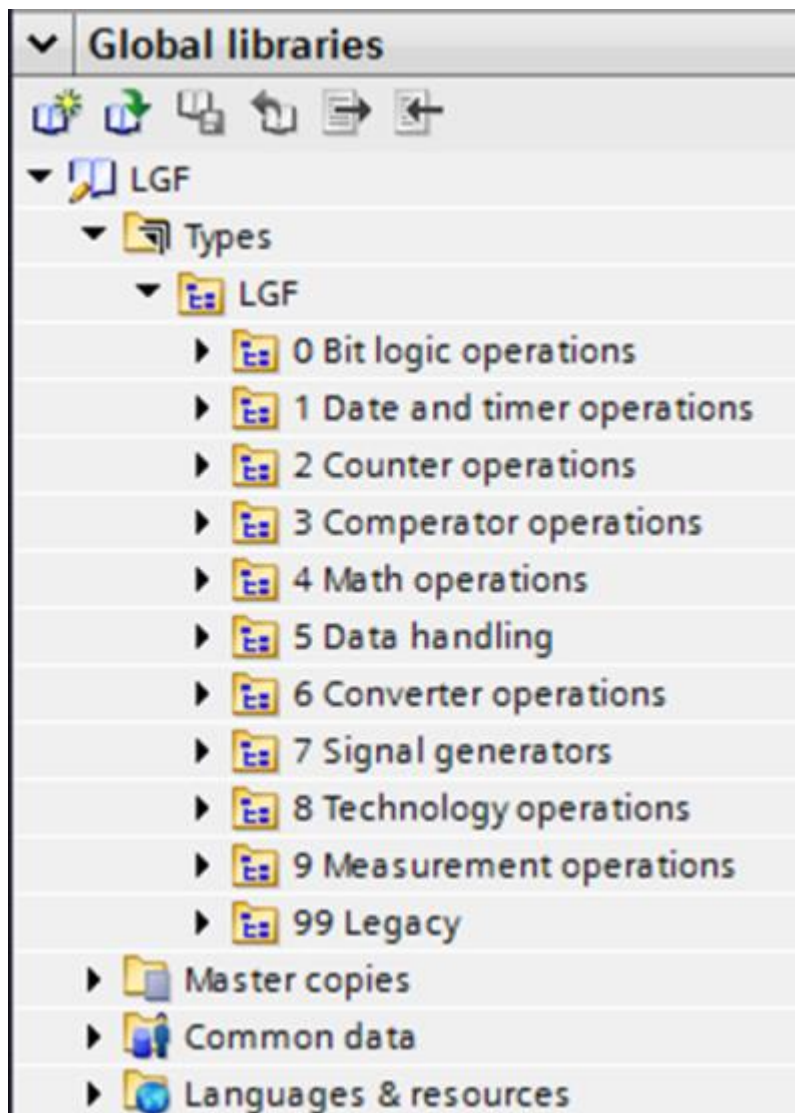 Global libraries
LGF
Types
LGF
0 Bit logic operations
1 Date and timer operations
2 Counter operations
3 Comperator operations
4 Math operations
5 Data handling
6 Converter operations
7 Signal generators
8 Technology operations
9 Measurement operations
99 Legacy
Master copies
Common data
Languages & resources